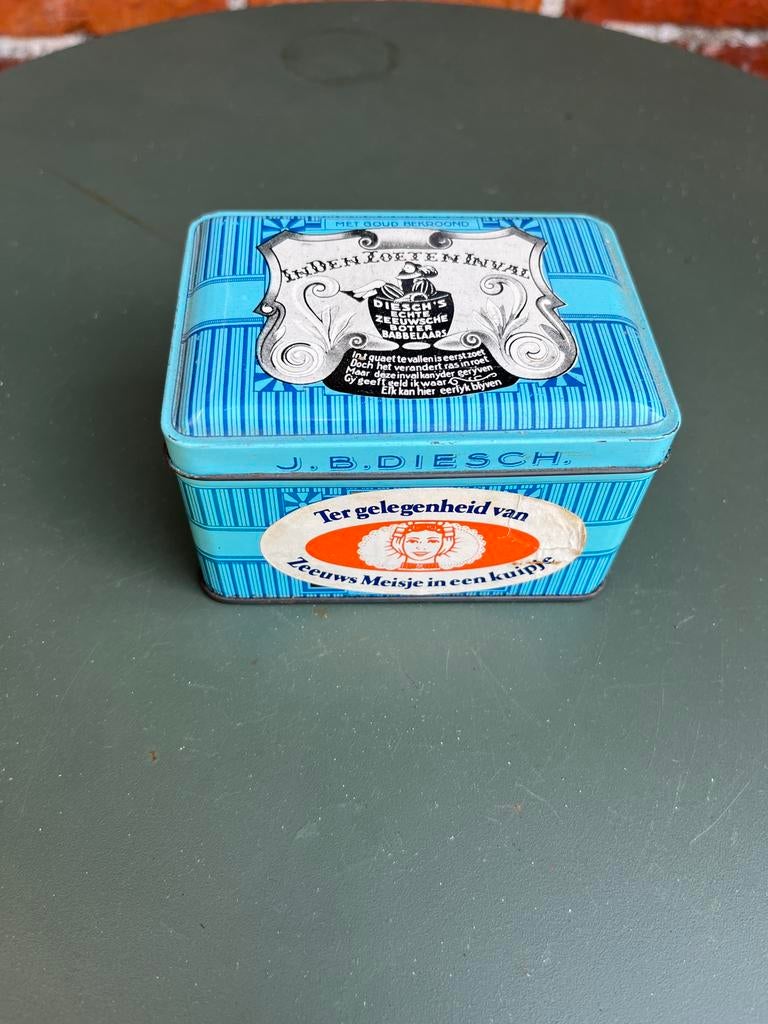 MET GOUD BEKROOND
IN DEN ZOETEN INVAL
DIESCH'S
ECHTE
ZEEUWSCHE
BOTER
BABBELAARS
Int quaet te vallen is eerst zoet
Doch het verandert ras in roet
Maar deze inval kan yder geryven
Gy geeft geld ik waar
Elk kan hier eerlyk blyven
J.B. DIESCH.
Ter gelegenheid van
Zeeuws Meisje in een kuipje